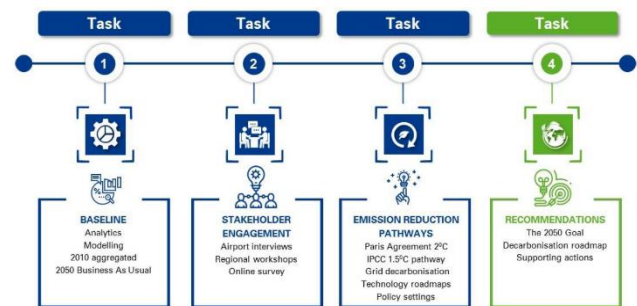 Task
Task
Task
Task
1
2
3
4
BASELINE
Analytics
Modelling
2010 aggregated
2050 Business As Usual
STAKEHOLDER
ENGAGEMENT
Airport interviews
Regional workshops
Online survey
EMISSION REDUCTION
PATHWAYS
Paris Agreement 2⁰C
IPCC 1.5⁰C pathway
Grid decarbonisation
Technology roadmaps
Policy settings
RECOMMENDATIONS
The 2050 Goal
Decarbonisation roadmap
Supporting actions